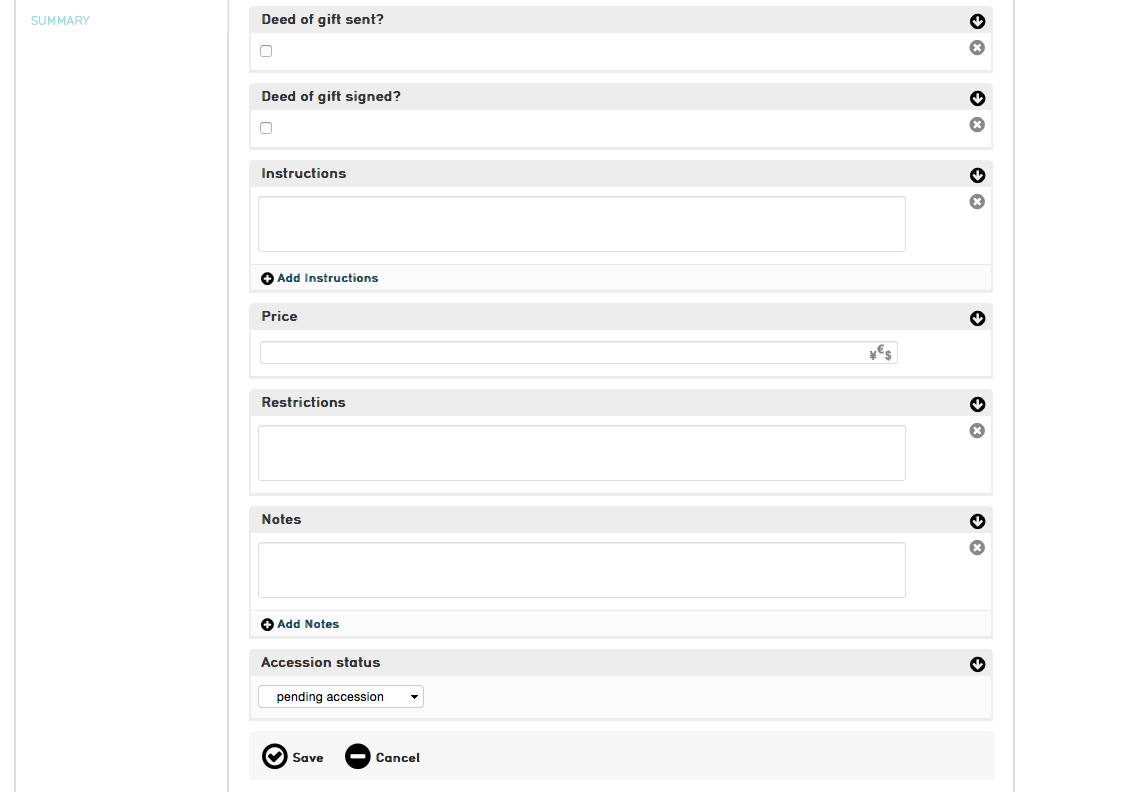 SUMMARY
Deed of gift sent?
Deed of gift signed?
Instructions
Add Instructions
Price
¥€$
Restrictions
Notes
Add Notes
Accession status
pending accession
Save
Cancel